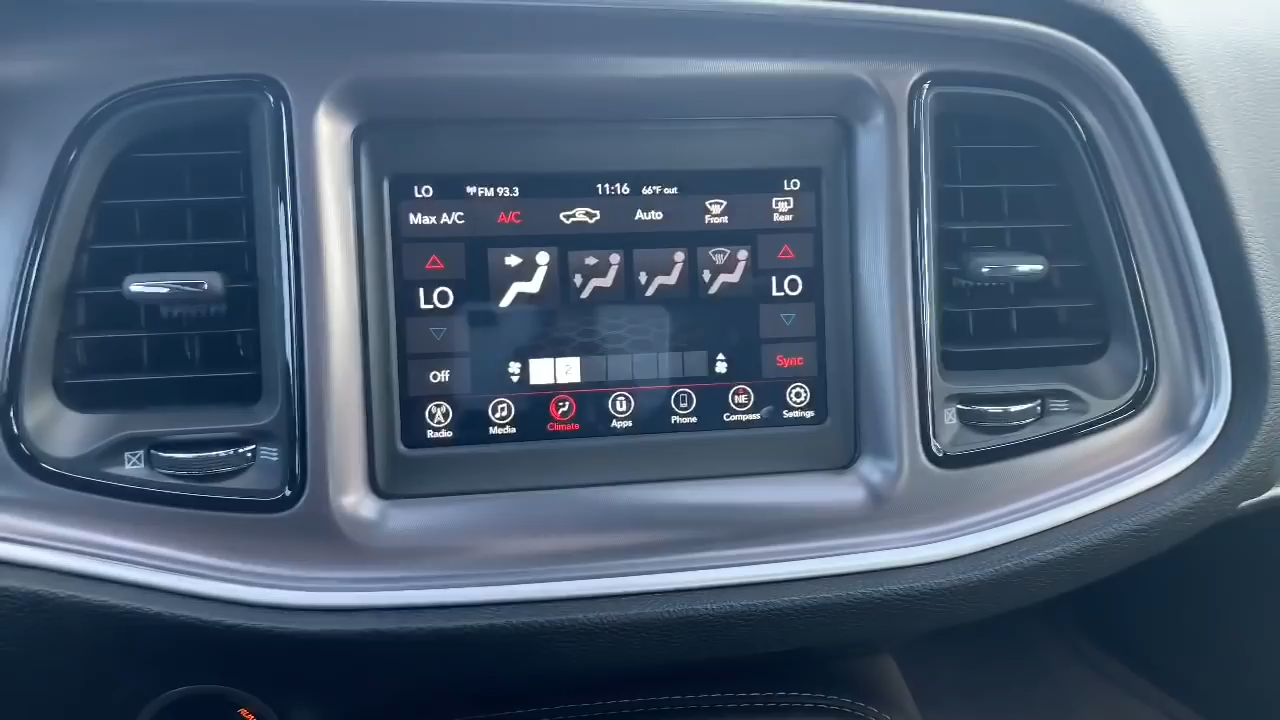 LO FM 93.3 11:16 66°F out LO
Max A/C A/C Auto Front Rear
LO LO
2
Off Sync
Radio Media Climate Apps Phone NE Compass Settings
RUN